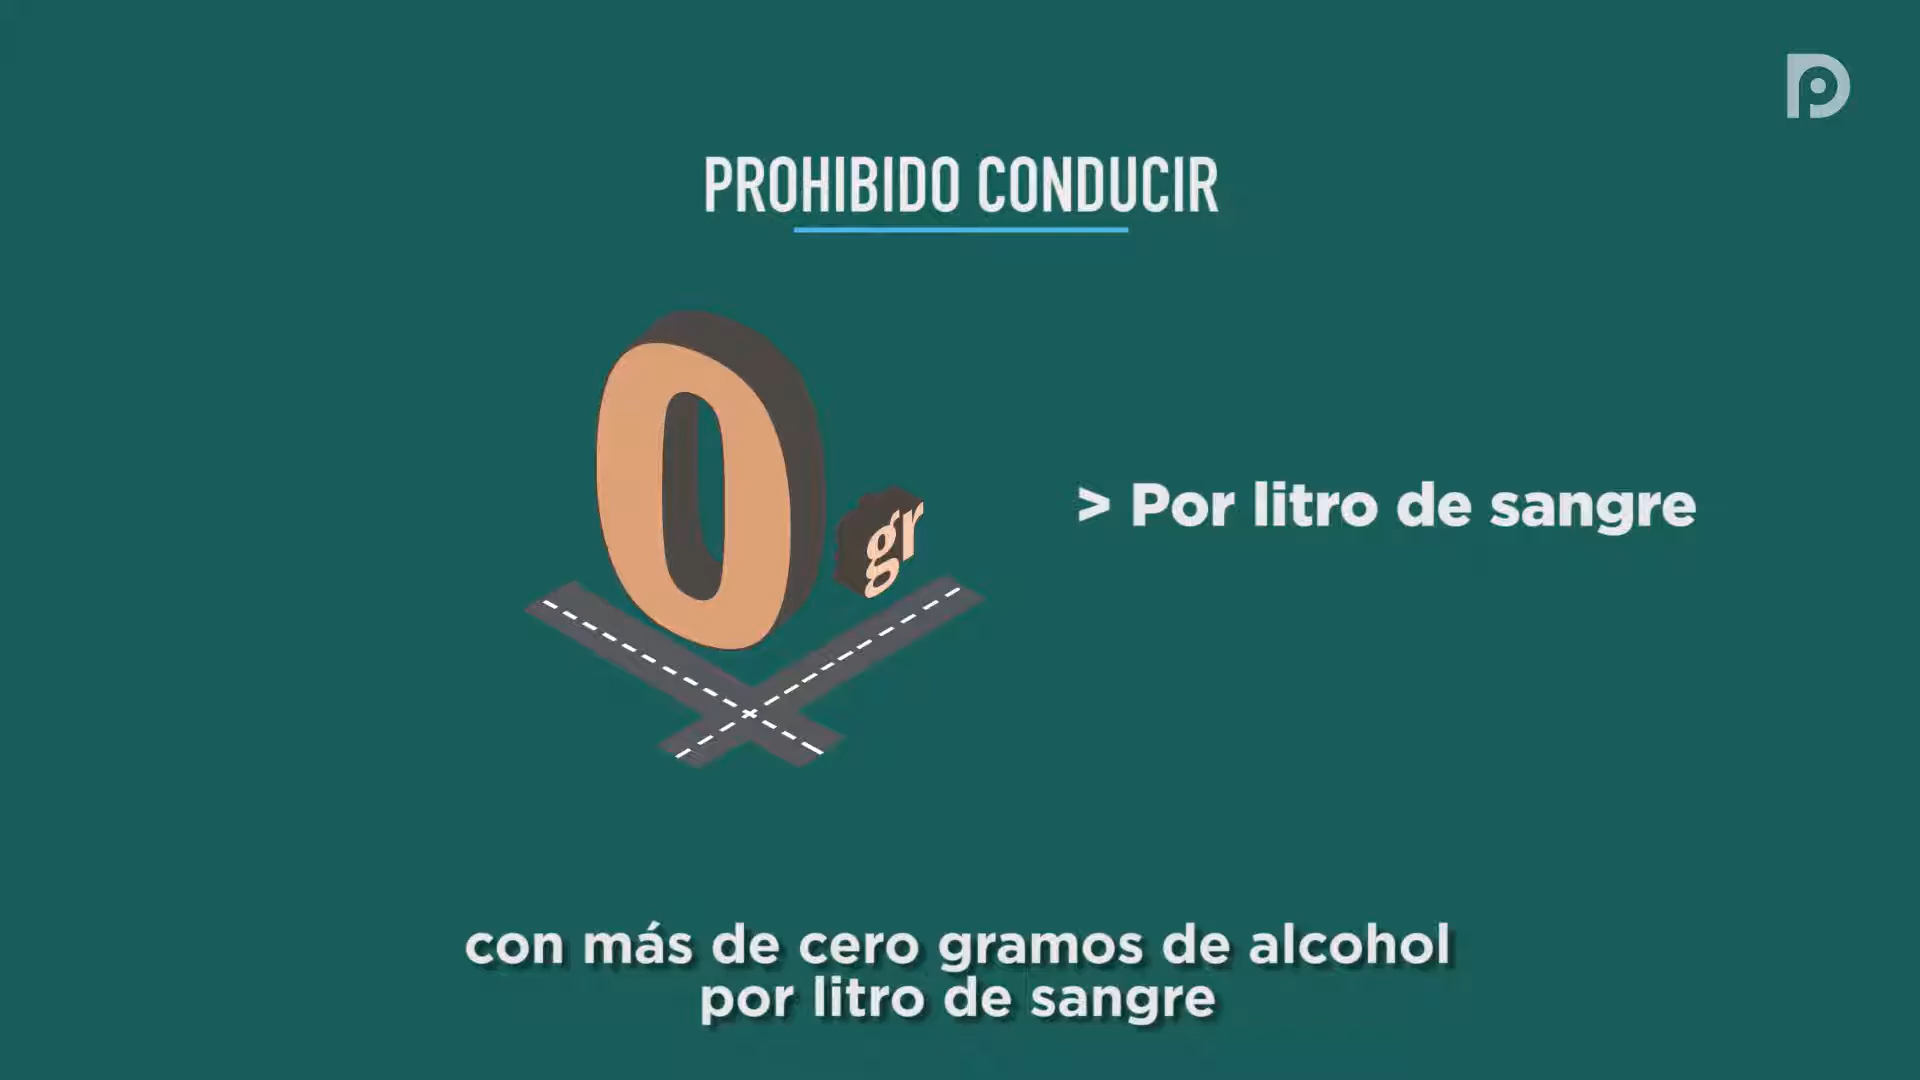 PROHIBIDO CONDUCIR
0 gr
> Por litro de sangre
con más de cero gramos de alcohol
por litro de sangre